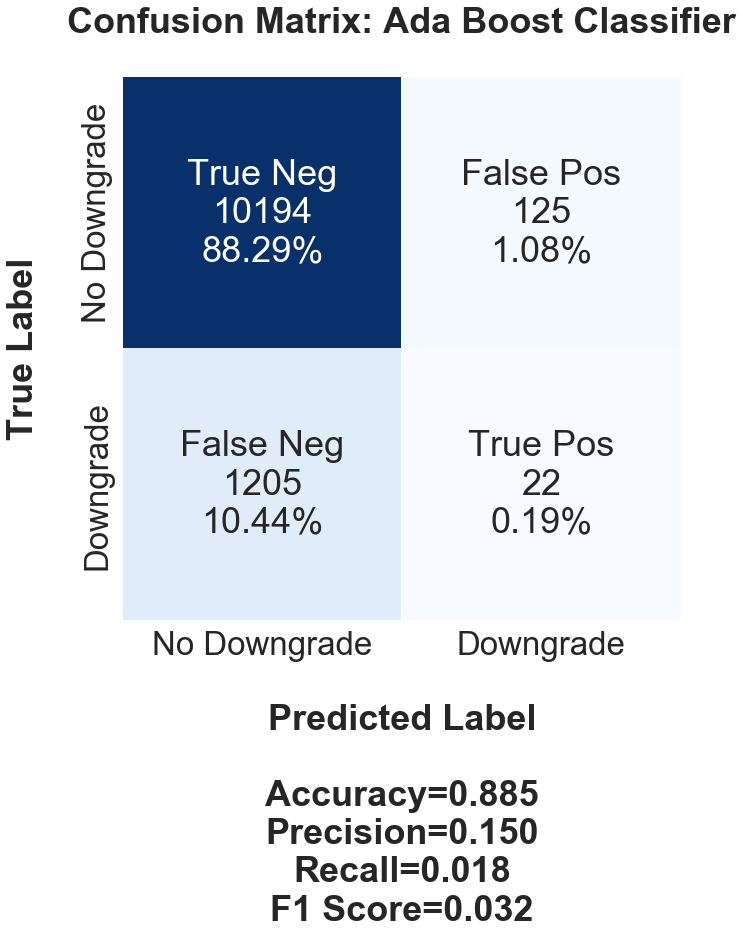 Confusion Matrix: Ada Boost Classifier
True Label
No Downgrade
True Neg
10194
88.29%
False Pos
125
1.08%
Downgrade
False Neg
1205
10.44%
True Pos
22
0.19%
No Downgrade
Downgrade
Predicted Label
Accuracy=0.885
Precision=0.150
Recall=0.018
F1 Score=0.032